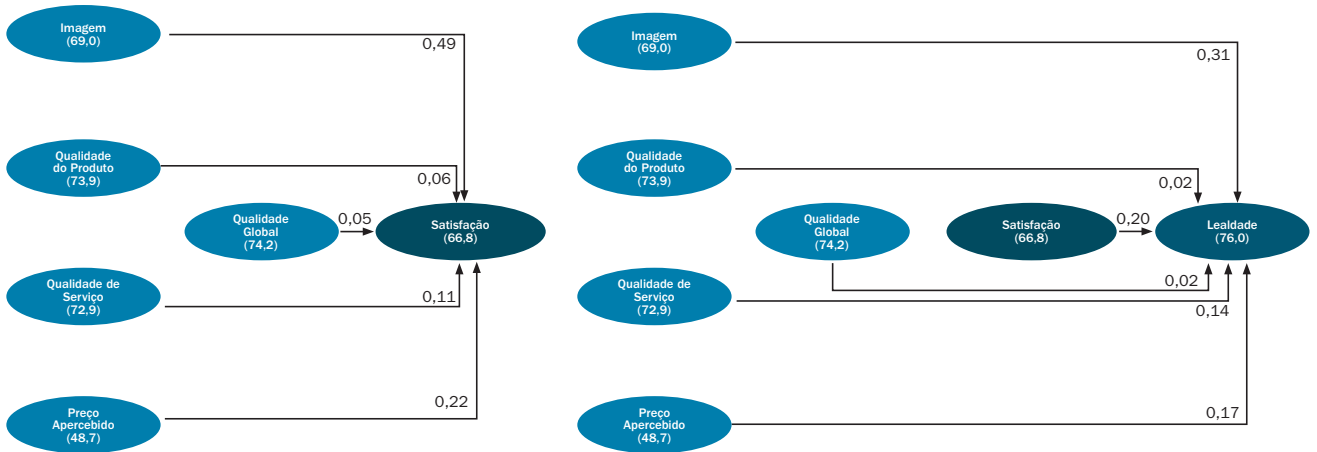 Imagem
(69,0)
0,49
Qualidade
do Produto
(73,9)
0,06
Qualidade
Global
(74,2)
0,05
Satisfação
(66,8)
Qualidade de
Serviço
(72,9)
0,11
Preço
Apercebido
(48,7)
0,22
Imagem
(69,0)
0,31
Qualidade
do Produto
(73,9)
0,02
Qualidade
Global
(74,2)
Satisfação
(66,8)
0,20
Lealdade
(76,0)
0,02
Qualidade de
Serviço
(72,9)
0,14
Preço
Apercebido
(48,7)
0,17